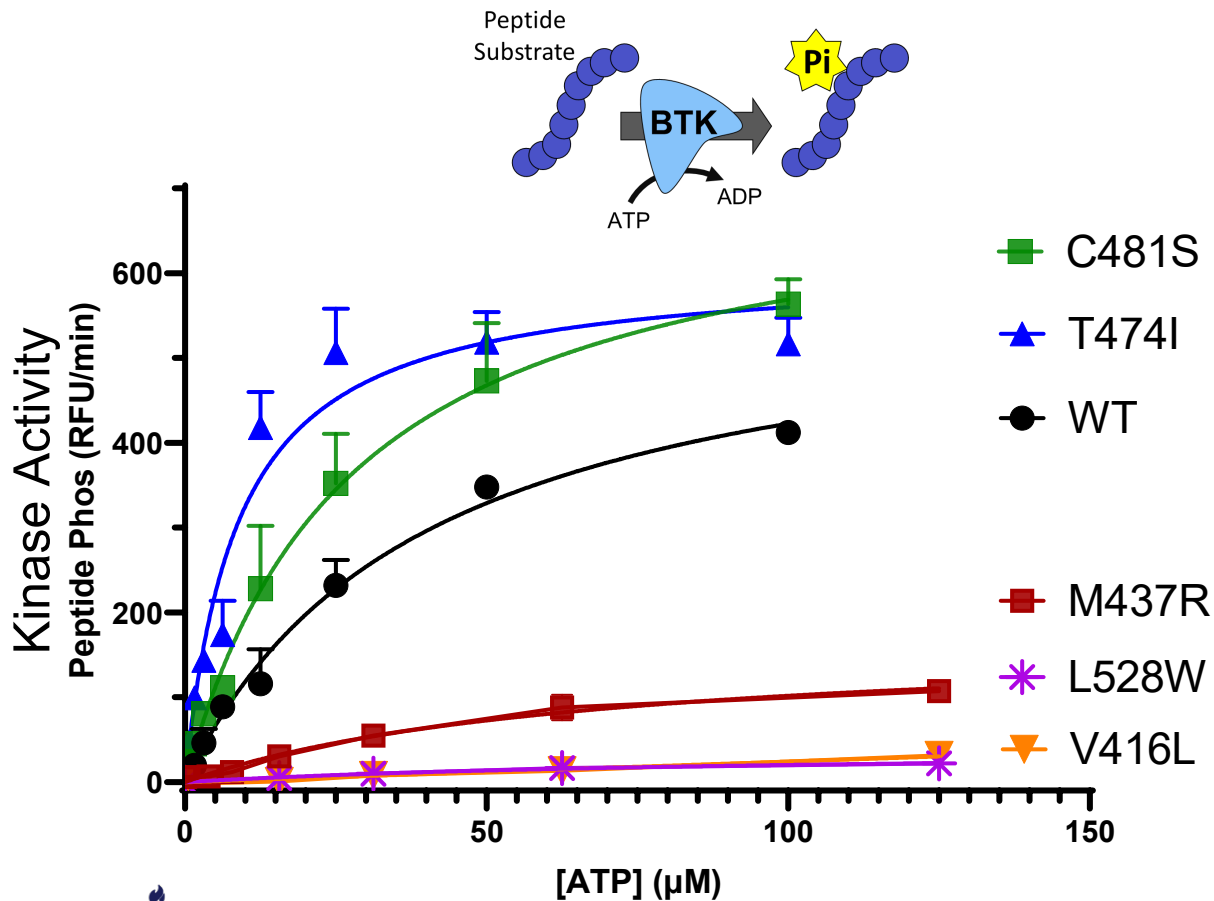 Peptide
Substrate
Pi
BTK
ATP
ADP
Kinase Activity
Peptide Phos (RFU/min)
600
400
200
0
0
50
100
150
[ATP] (µM)
C481S
T474I
WT
M437R
L528W
V416L